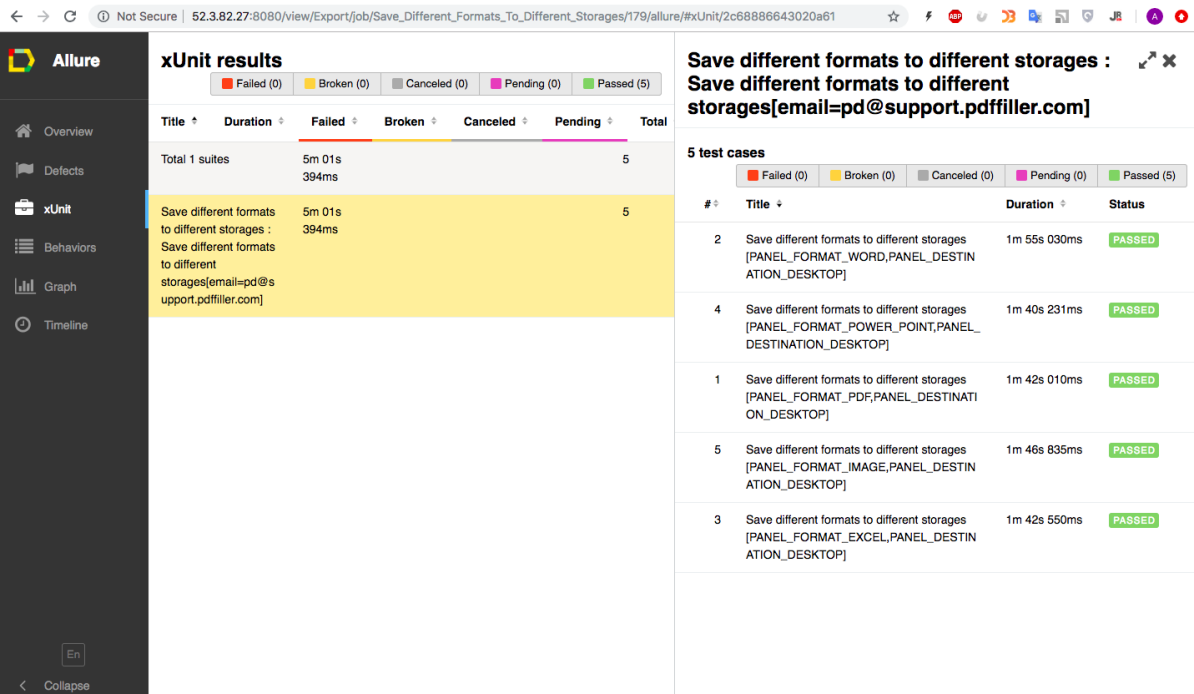 Not Secure | 52.3.82.27:8080/view/Export/job/Save_Different_Formats_To_Different_Storages/179/allure/#xUnit/2c68886643020a61
ABP
JB
A
Allure
Overview
Defects
xUnit
Behaviors
Graph
Timeline
En
Collapse
xUnit results
Failed (0) Broken (0) Canceled (0) Pending (0) Passed (5)
Title Duration Failed Broken Canceled Pending Total
Total 1 suites 5m 01s 5
394ms
Save different formats 5m 01s 5
to different storages : 394ms
Save different formats
to different
storages[email=pd@s
upport.pdffiller.com]
Save different formats to different storages :
Save different formats to different
storages[email=pd@support.pdffiller.com]
5 test cases
Failed (0) Broken (0) Canceled (0) Pending (0) Passed (5)
# Title Duration Status
2 Save different formats to different storages 1m 55s 030ms PASSED
[PANEL_FORMAT_WORD,PANEL_DESTIN
ATION_DESKTOP]
4 Save different formats to different storages 1m 40s 231ms PASSED
[PANEL_FORMAT_POWER_POINT,PANEL_
DESTINATION_DESKTOP]
1 Save different formats to different storages 1m 42s 010ms PASSED
[PANEL_FORMAT_PDF,PANEL_DESTINATI
ON_DESKTOP]
5 Save different formats to different storages 1m 46s 835ms PASSED
[PANEL_FORMAT_IMAGE,PANEL_DESTIN
ATION_DESKTOP]
3 Save different formats to different storages 1m 42s 550ms PASSED
[PANEL_FORMAT_EXCEL,PANEL_DESTIN
ATION_DESKTOP]